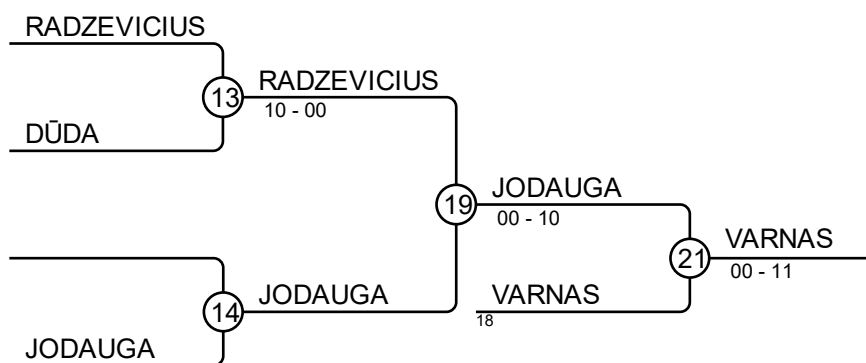 RADZEVICIUS
13
RADZEVICIUS
10 - 00
DŪDA
19
JODAUGA
00 - 10
21
VARNAS
00 - 11
14
JODAUGA
VARNAS
18
JODAUGA